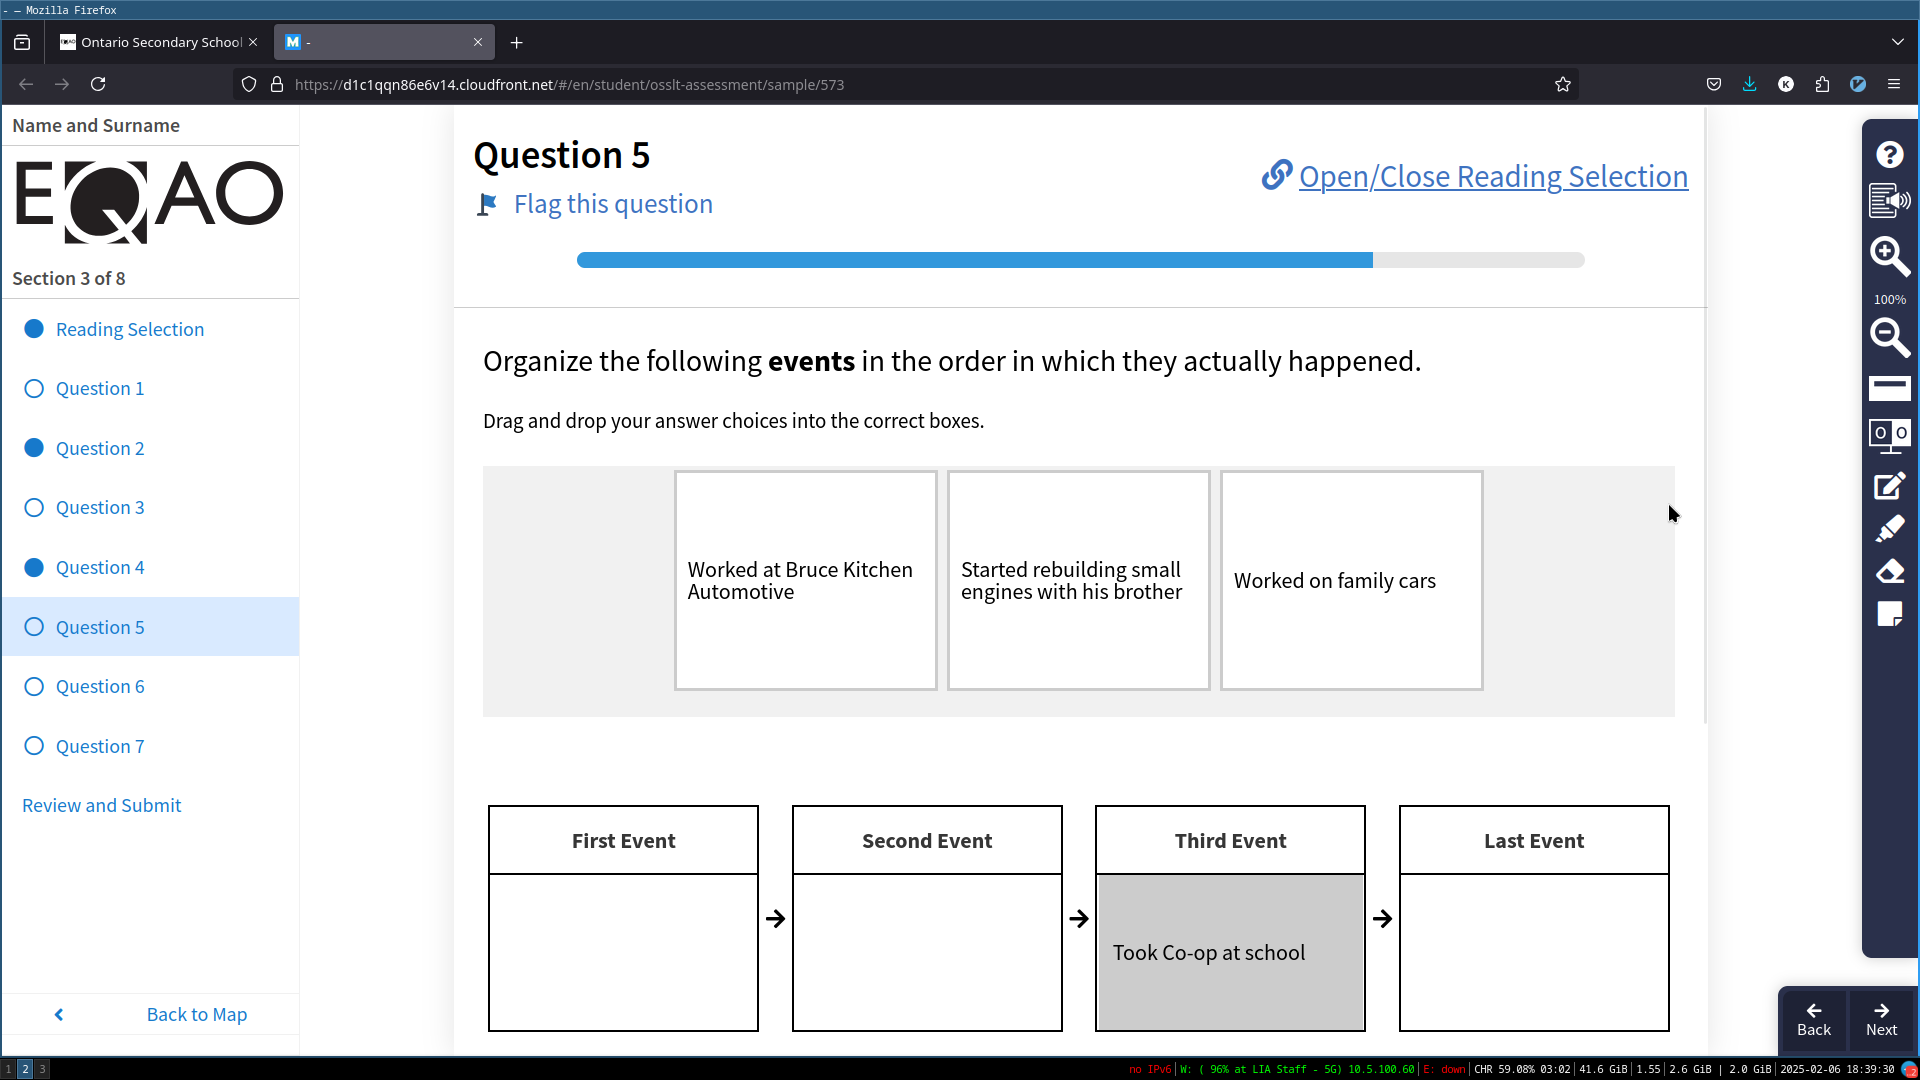 - — Mozilla Firefox
Ontario Secondary School
-
https://d1c1qqn86e6v14.cloudfront.net/#/en/student/osslt-assessment/sample/573
Name and Surname
EQAO
Section 3 of 8
Reading Selection
Question 1
Question 2
Question 3
Question 4
Question 5
Question 6
Question 7
Review and Submit
Back to Map
Question 5
Flag this question
Open/Close Reading Selection
Organize the following events in the order in which they actually happened.
Drag and drop your answer choices into the correct boxes.
Worked at Bruce Kitchen
Automotive
Started rebuilding small
engines with his brother
Worked on family cars
First Event
Second Event
Third Event
Last Event
Took Co-op at school
100%
Back
Next
1 2 3
no IPv6 | W: ( 96% at LIA Staff - 5G) 10.5.100.60 | E: down | CHR 59.08% 03:02 | 41.6 GiB | 1.55 | 2.6 GiB | 2.0 GiB | 2025-02-06 18:39:30